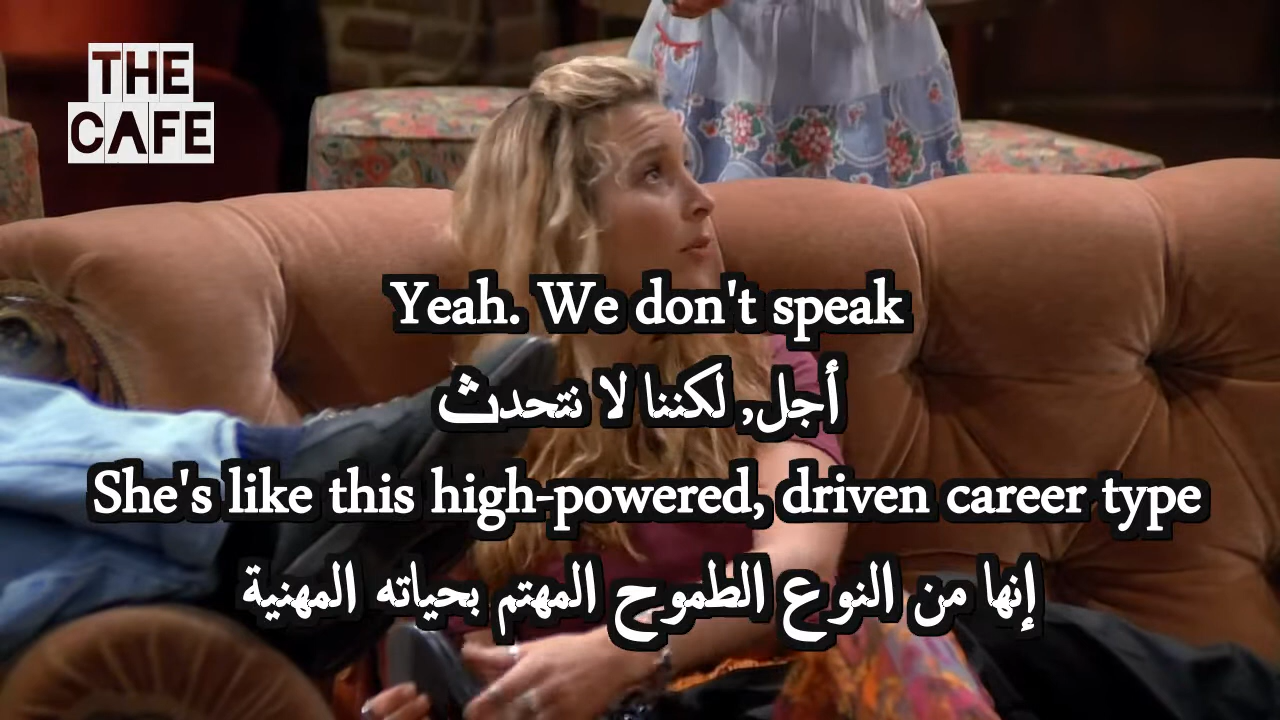 THE
CAFE
Yeah. We don't speak
أجل, لكننا لا نتحدث
She's like this high-powered, driven career type
إنها من النوع الطموح المهتم بحياته المهنية